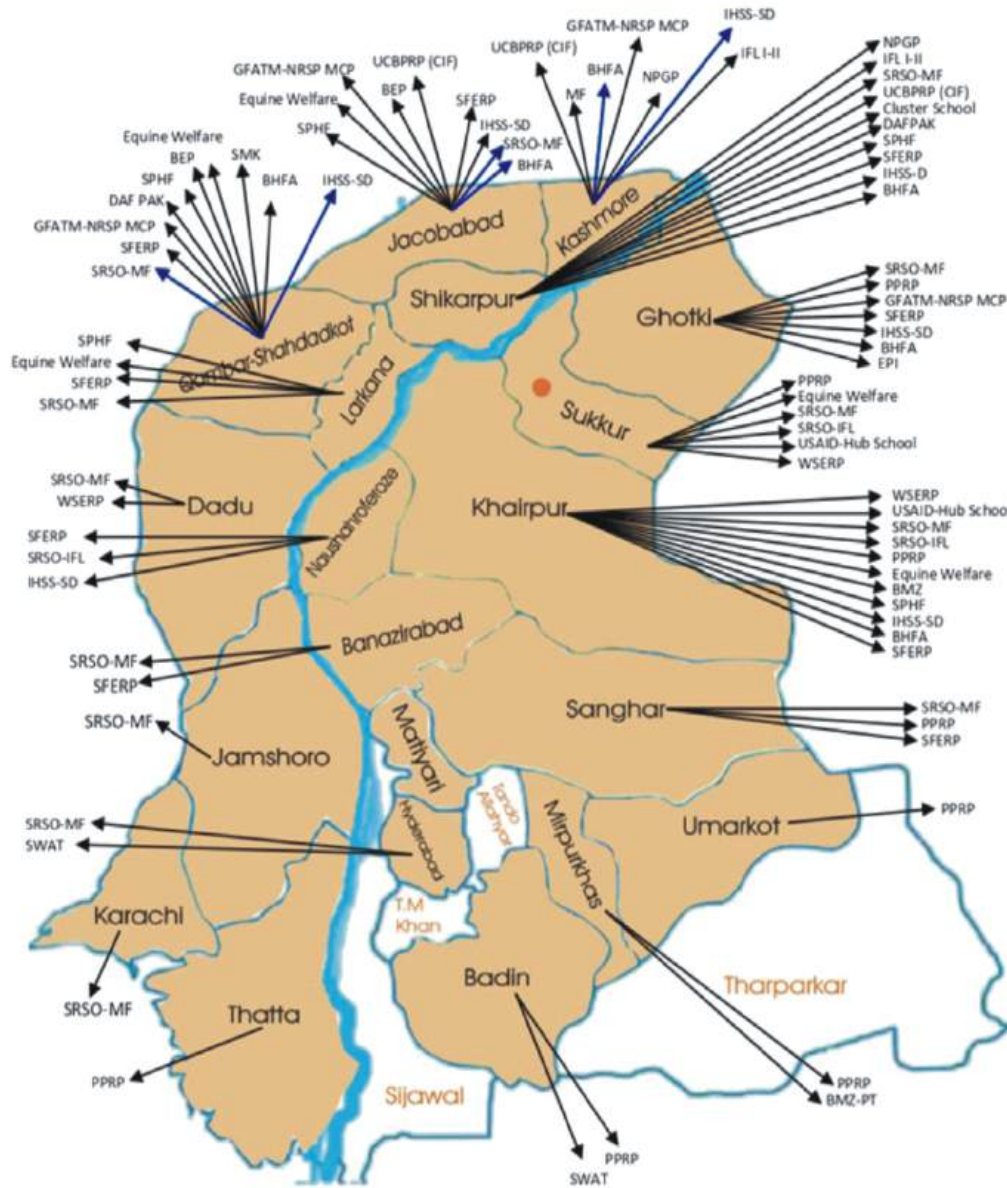 IHSS-SD
GFATM-NRSP MCP
UCBPRP (CIF)
IFL I-II
BHFA
NPGP
MF
UCBPRP (CIF)
GFATM-NRSP MCP
BEP
Equine Welfare
SFERP
SPHF
IHSS-SD
SRSO-MF
BHFA
Equine Welfare
BEP
SMK
SPHF
BHFA
IHSS-SD
DAF PAK
GFATM-NRSP MCP
SFERP
SRSO-MF
NPGP
IFL I-II
SRSO-MF
UCBPRP (CIF)
Cluster School
DAFPAK
SPHF
SFERP
IHSS-D
BHFA
Jacobabad
Kashmore
Shikarpur
Ghotki
SRSO-MF
PPRP
GFATM-NRSP MCP
SFERP
IHSS-SD
BHFA
EPI
Qambar-Shahdadkot
SPHF
Equine Welfare
SFERP
SRSO-MF
Larkana
Sukkur
PPRP
Equine Welfare
SRSO-MF
SRSO-IFL
USAID-Hub School
WSERP
SRSO-MF
WSERP
Dadu
SFERP
SRSO-IFL
IHSS-SD
Naushahroferoze
Khairpur
WSERP
USAID-Hub School
SRSO-MF
SRSO-IFL
PPRP
Equine Welfare
BMZ
SPHF
IHSS-SD
BHFA
SFERP
Banazirabad
SRSO-MF
SFERP
Sanghar
SRSO-MF
PPRP
SFERP
SRSO-MF
Jamshoro
Matiyari
Tando
Allahyar
Umarkot
PPRP
SRSO-MF
SWAT
Hyderabad
Mirpurkhas
Karachi
T.M
Khan
SRSO-MF
Badin
Tharparkar
Thatta
PPRP
Sijawal
PPRP
BMZ-PT
PPRP
SWAT